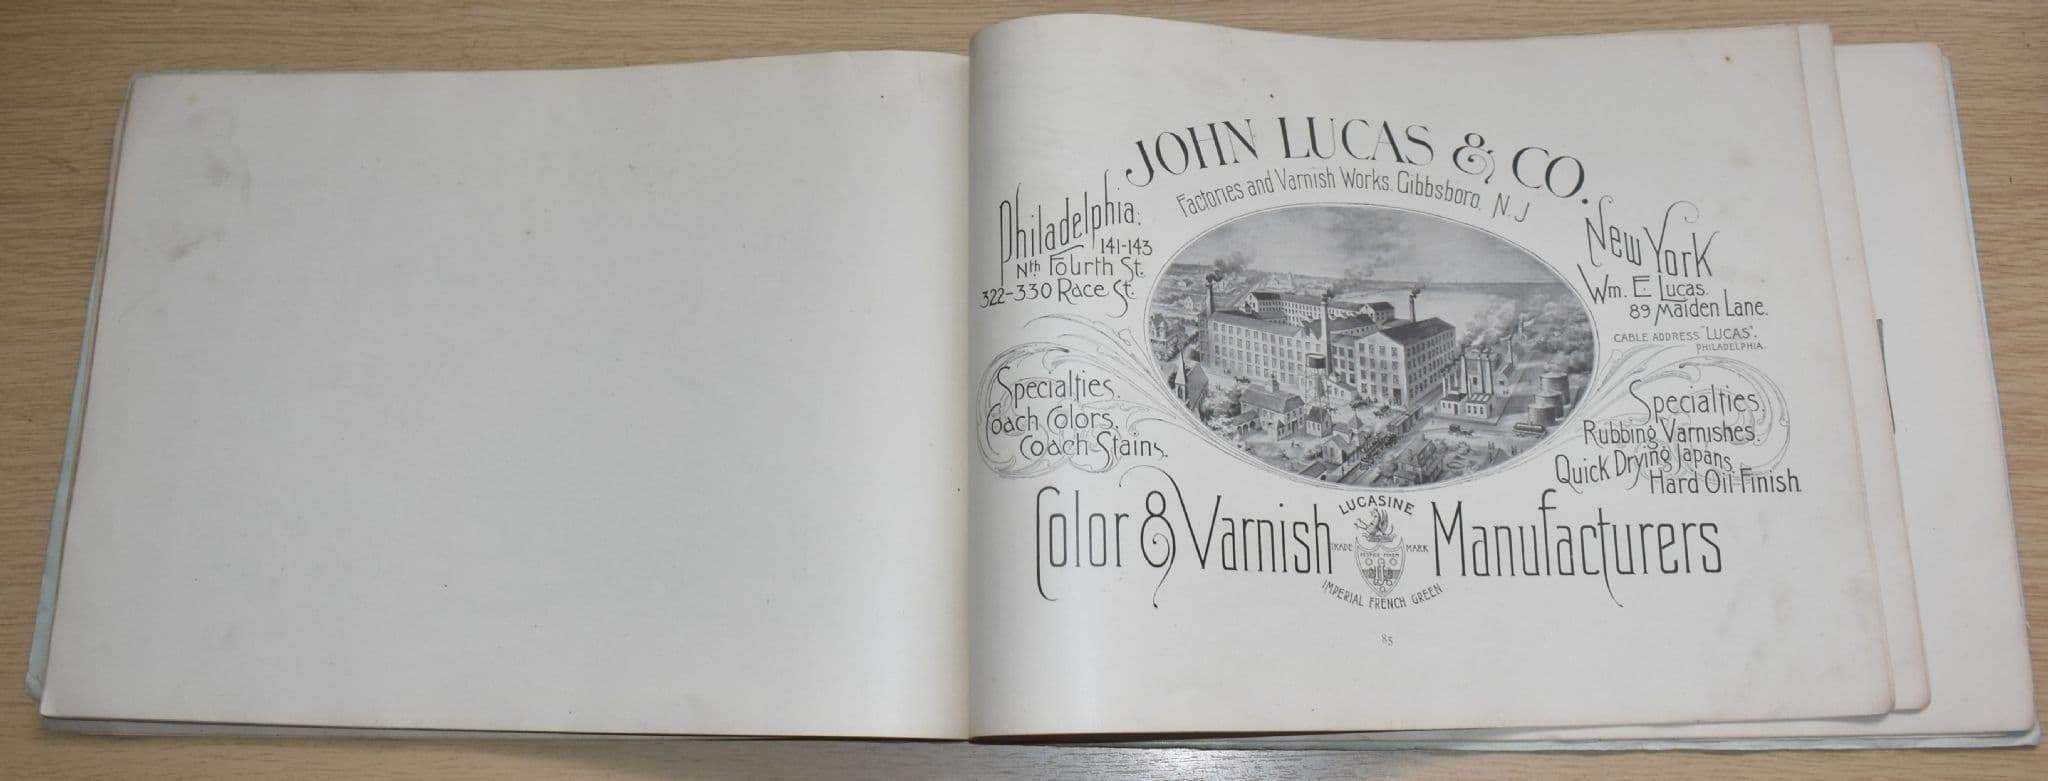 JOHN LUCAS & CO.
Factories and Varnish Works, Gibbsboro, N.J
Philadelphia:
141-143
Nth Fourth St.
322-330 Race St.
New York
Wm. E. Lucas.
89 Maiden Lane.
CABLE ADDRESS "LUCAS",
PHILADELPHIA.
Specialties.
Coach Colors.
Coach Stains.
Specialties.
Rubbing Varnishes.
Quick Drying Japans.
Hard Oil Finish.
Color & Varnish Manufacturers
LUCASINE
TRADE MARK
IMPERIAL FRENCH GREEN
85